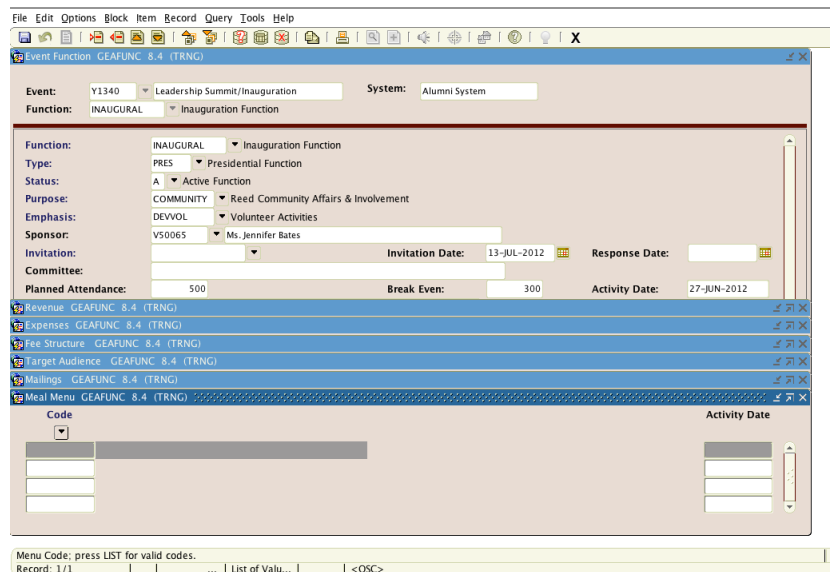 File Edit Options Block Item Record Query Tools Help
X
Event Function GEAFUNC 8.4 (TRNG)
Event: Y1340 Leadership Summit/Inauguration System: Alumni System
Function: INAUGURAL Inauguration Function
Function: INAUGURAL Inauguration Function
Type: PRES Presidential Function
Status: A Active Function
Purpose: COMMUNITY Reed Community Affairs & Involvement
Emphasis: DEVVOL Volunteer Activities
Sponsor: V50065 Ms. Jennifer Bates
Invitation: Invitation Date: 13-JUL-2012 Response Date:
Committee:
Planned Attendance: 500 Break Even: 300 Activity Date: 27-JUN-2012
Revenue GEAFUNC 8.4 (TRNG)
Expenses GEAFUNC 8.4 (TRNG)
Fee Structure GEAFUNC 8.4 (TRNG)
Target Audience GEAFUNC 8.4 (TRNG)
Mailings GEAFUNC 8.4 (TRNG)
Meal Menu GEAFUNC 8.4 (TRNG)
Code Activity Date
Menu Code; press LIST for valid codes.
Record: 1/1 ... List of Valu... <OSC>